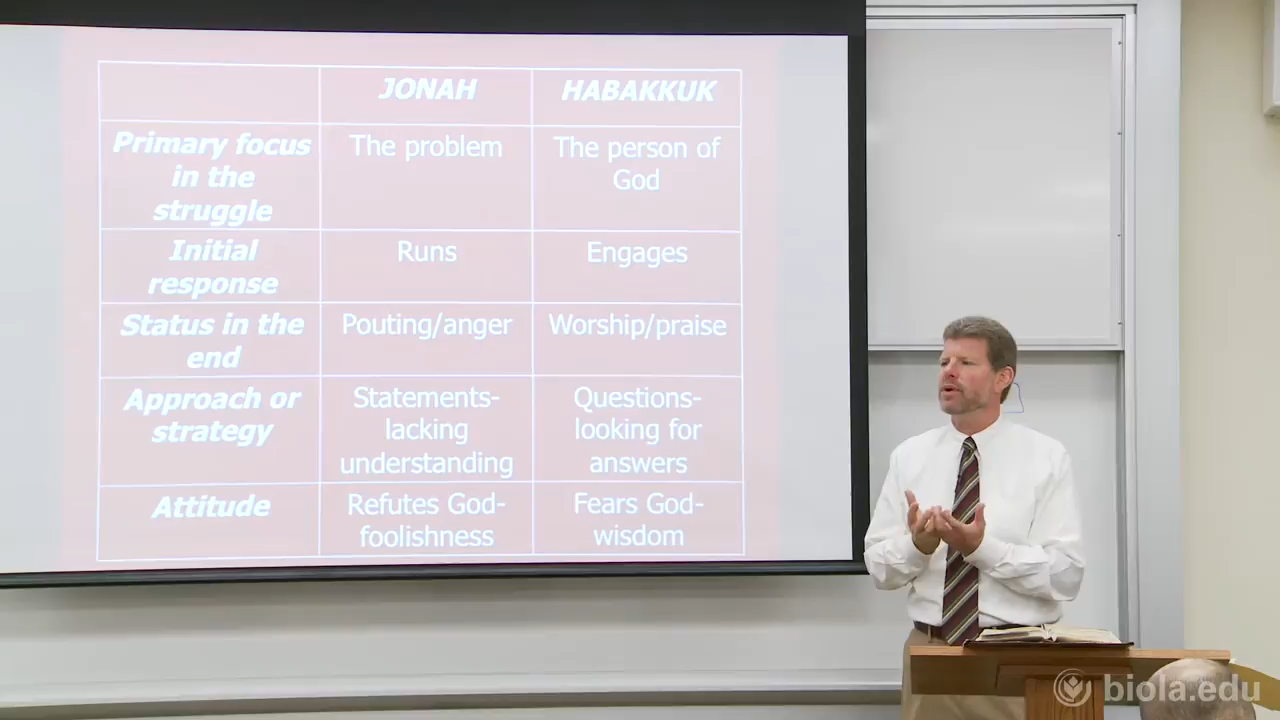 JONAH HABAKKUK
Primary focus in the struggle The problem The person of God
Initial response Runs Engages
Status in the end Pouting/anger Worship/praise
Approach or strategy Statements-lacking understanding Questions-looking for answers
Attitude Refutes God-foolishness Fears God-wisdom
biola.edu